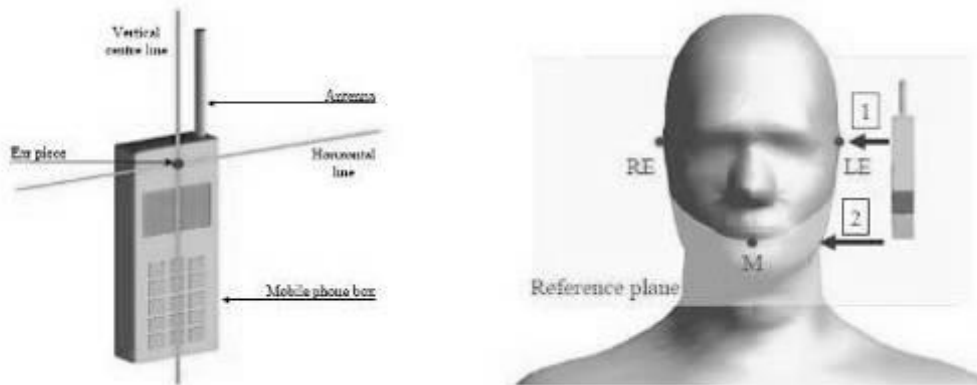 Vertical
centre line
Antenna
Ear piece
Horizontal
line
Mobile phone box
1
RE
LE
2
M
Reference plane